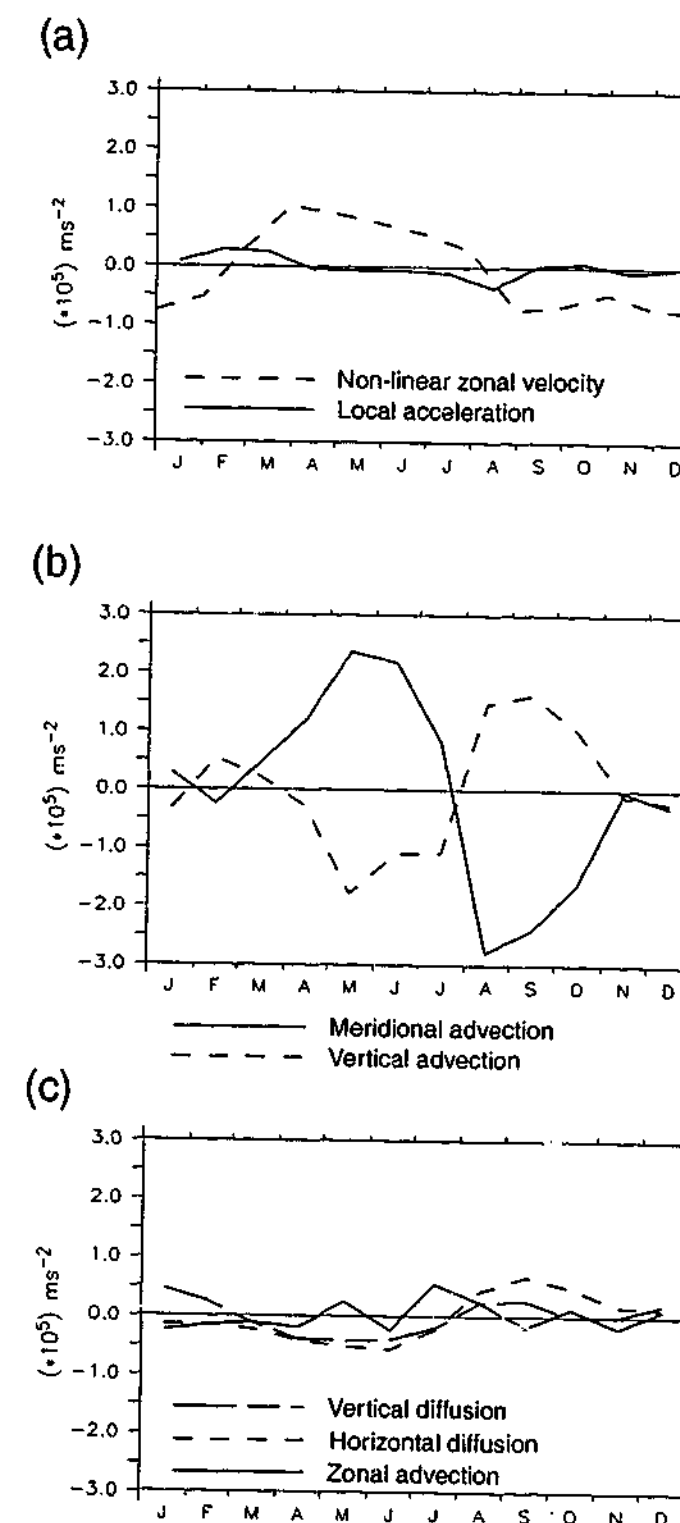 (a)
3.0
2.0
1.0
0.0
−1.0
−2.0
−3.0
(*10⁵) ms⁻²
Non-linear zonal velocity
Local acceleration
J F M A M J J A S O N D
(b)
3.0
2.0
1.0
0.0
−1.0
−2.0
−3.0
(*10⁵) ms⁻²
J F M A M J J A S O N D
Meridional advection
Vertical advection
(c)
3.0
2.0
1.0
0.0
−1.0
−2.0
−3.0
(*10⁵) ms⁻²
Vertical diffusion
Horizontal diffusion
Zonal advection
J F M A M J J A S O N D